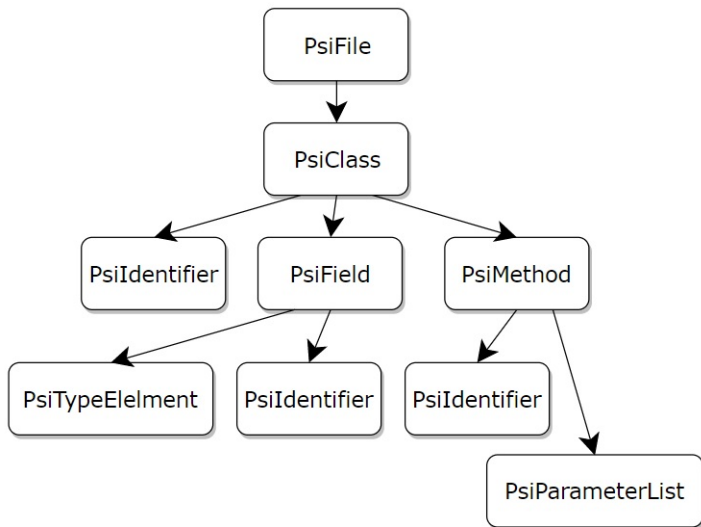 PsiFile
PsiClass
PsiIdentifier
PsiField
PsiMethod
PsiTypeElelment
PsiIdentifier
PsiIdentifier
PsiParameterList